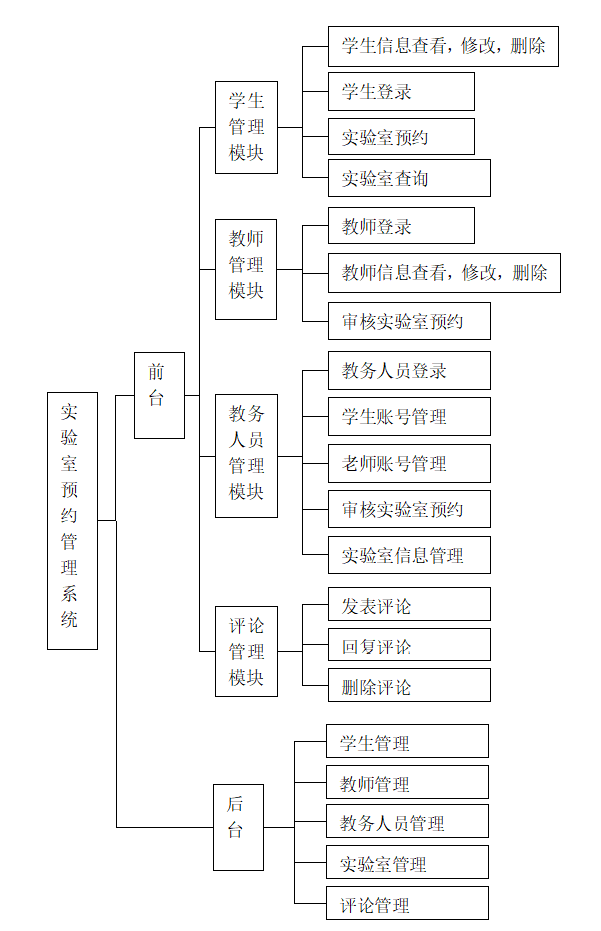 实验室预约管理系统
前台
学生
管理
模块
学生信息查看，修改，删除
学生登录
实验室预约
实验室查询
教师
管理
模块
教师登录
教师信息查看，修改，删除
审核实验室预约
教务
人员
管理
模块
教务人员登录
学生账号管理
老师账号管理
审核实验室预约
实验室信息管理
评论
管理
模块
发表评论
回复评论
删除评论
后台
学生管理
教师管理
教务人员管理
实验室管理
评论管理